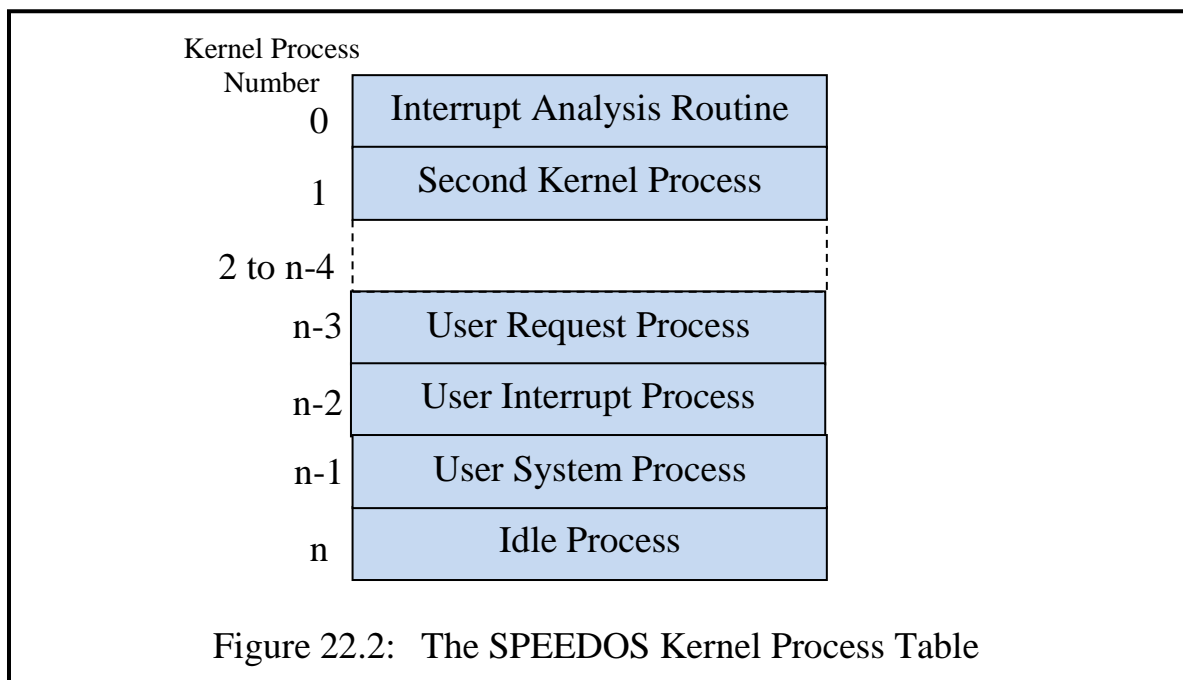 Kernel Process
Number
0 Interrupt Analysis Routine
1 Second Kernel Process
2 to n-4
n-3 User Request Process
n-2 User Interrupt Process
n-1 User System Process
n Idle Process
Figure 22.2: The SPEEDOS Kernel Process Table